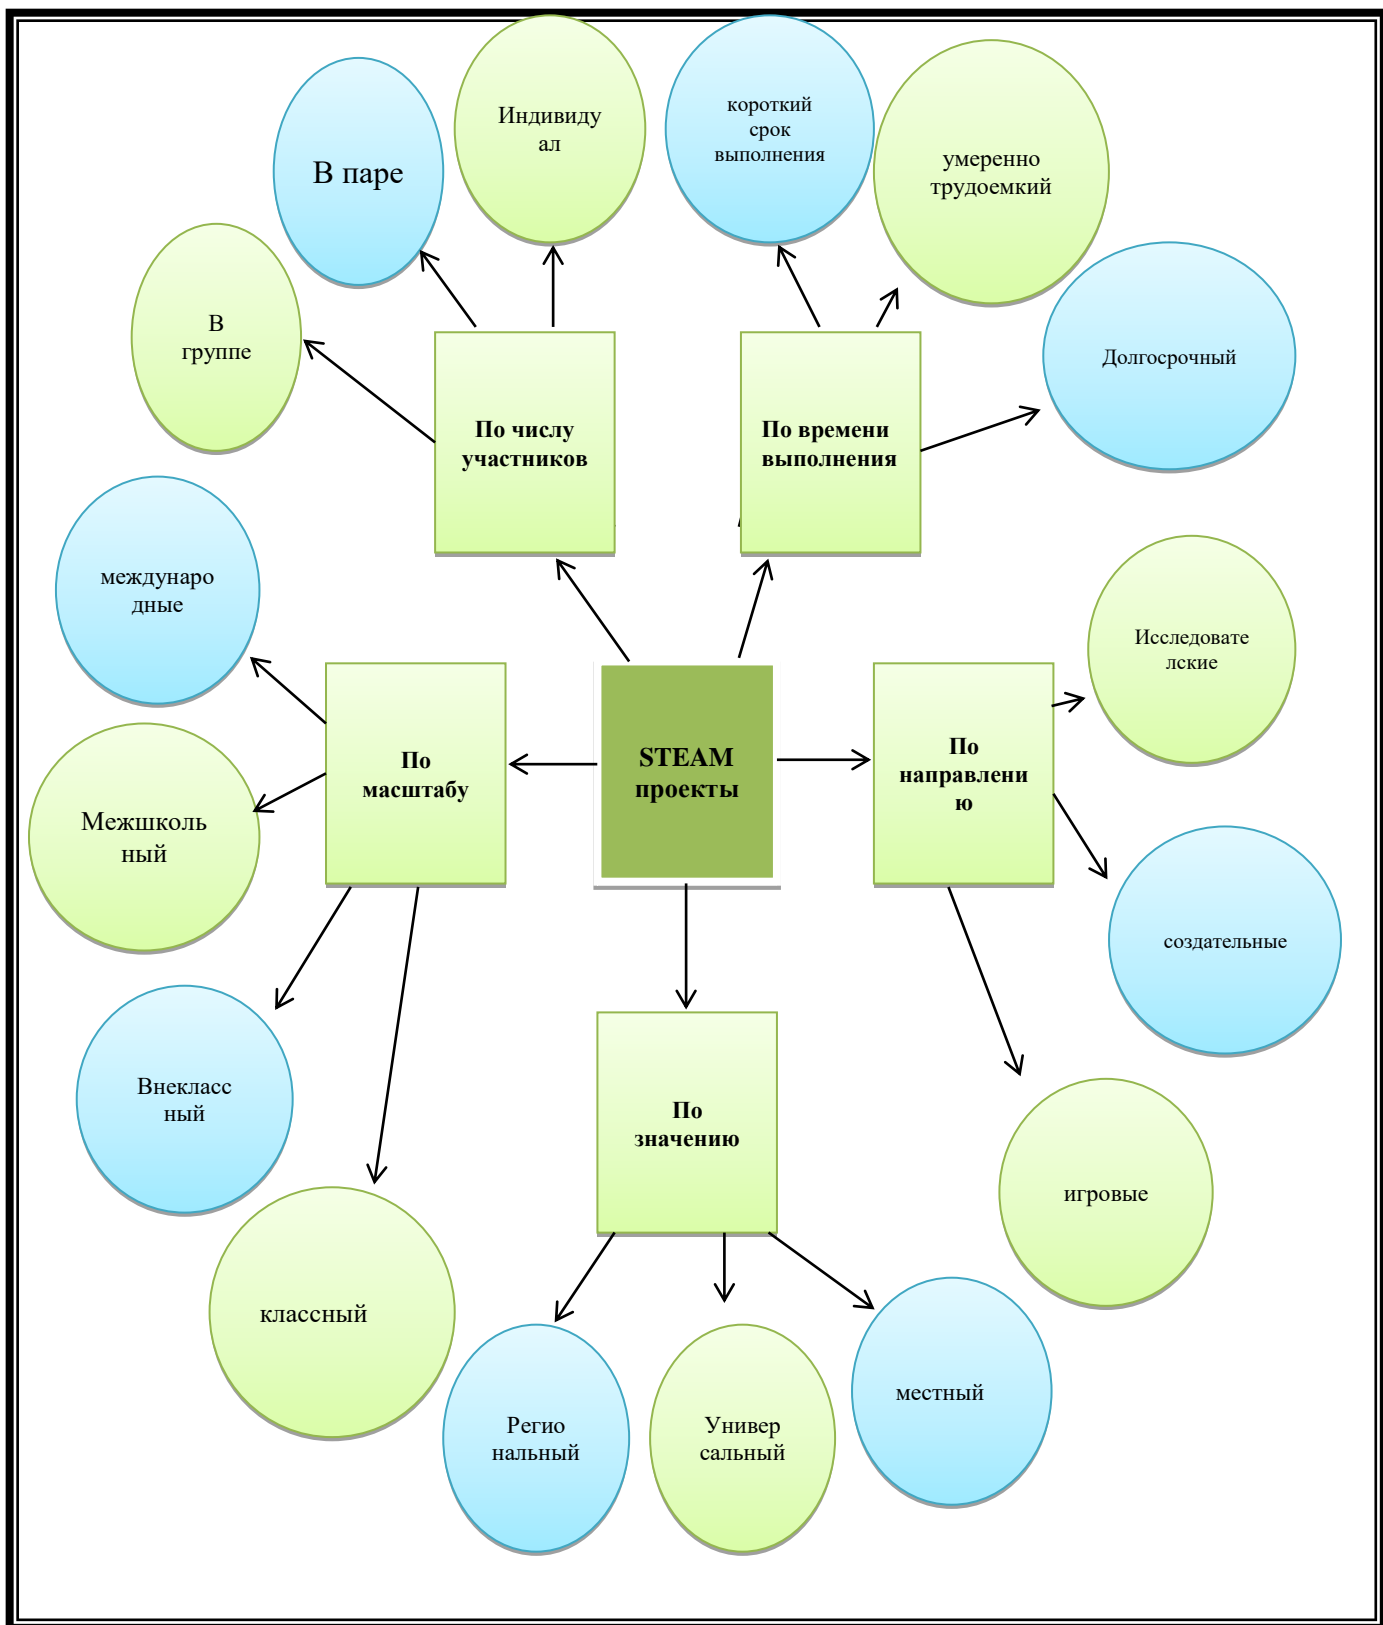 Индивиду
ал
короткий
срок
выполнения
В паре
умеренно
трудоемкий
В
группе
Долгосрочный
По числу
участников
По времени
выполнения
междунаро
дные
Исследовате
лские
По
масштабу
STEAM
проекты
По
направлени
ю
Межшколь
ный
создательные
Внекласс
ный
По
значению
игровые
классный
Регио
нальный
Универ
сальный
местный